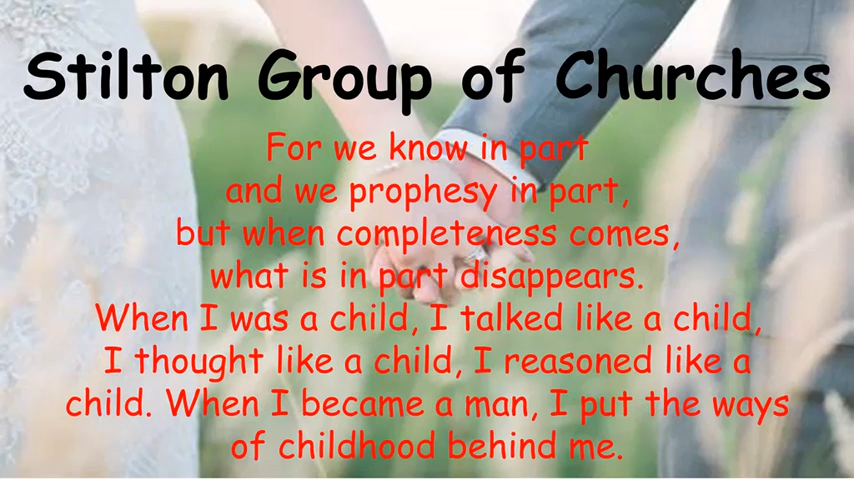 Stilton Group of Churches
For we know in part
and we prophesy in part,
but when completeness comes,
what is in part disappears.
When I was a child, I talked like a child,
I thought like a child, I reasoned like a
child. When I became a man, I put the ways
of childhood behind me.